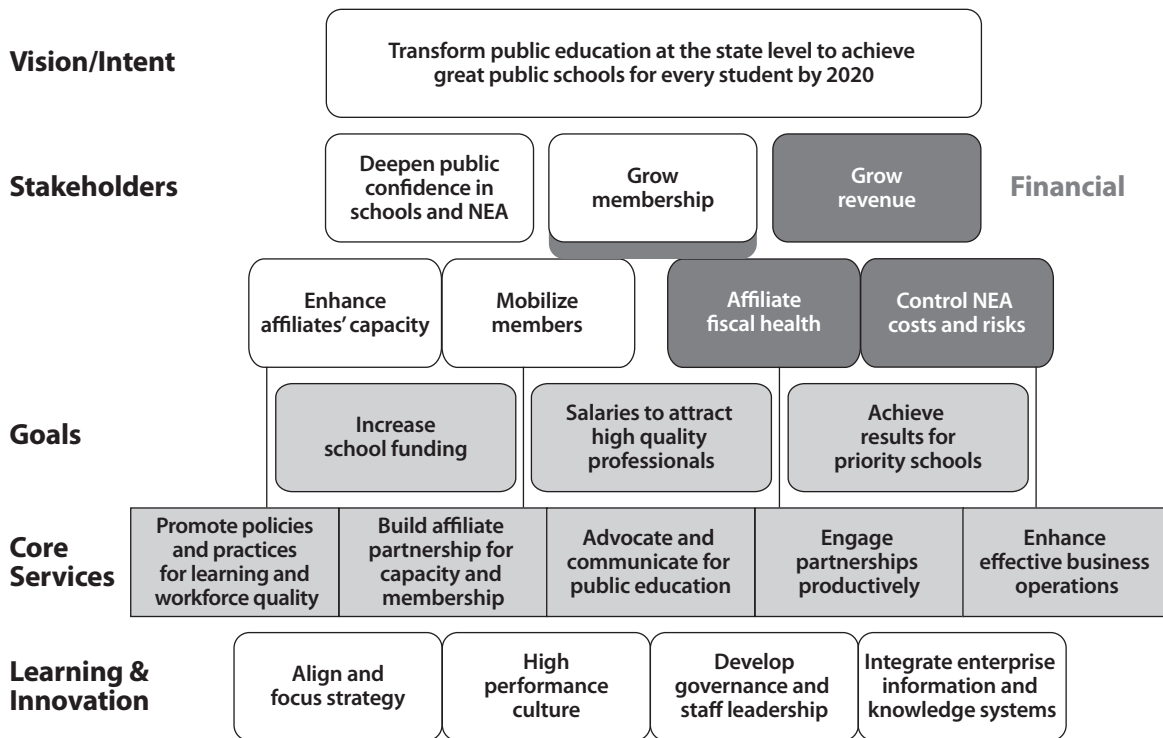 Vision/Intent
Transform public education at the state level to achieve
great public schools for every student by 2020
Stakeholders
Deepen public
confidence in
schools and NEA
Grow
membership
Grow
revenue
Financial
Enhance
affiliates’ capacity
Mobilize
members
Affiliate
fiscal health
Control NEA
costs and risks
Goals
Increase
school funding
Salaries to attract
high quality
professionals
Achieve
results for
priority schools
Core
Services
Promote policies
and practices
for learning and
workforce quality
Build affiliate
partnership for
capacity and
membership
Advocate and
communicate for
public education
Engage
partnerships
productively
Enhance
effective business
operations
Learning &
Innovation
Align and
focus strategy
High
performance
culture
Develop
governance and
staff leadership
Integrate enterprise
information and
knowledge systems